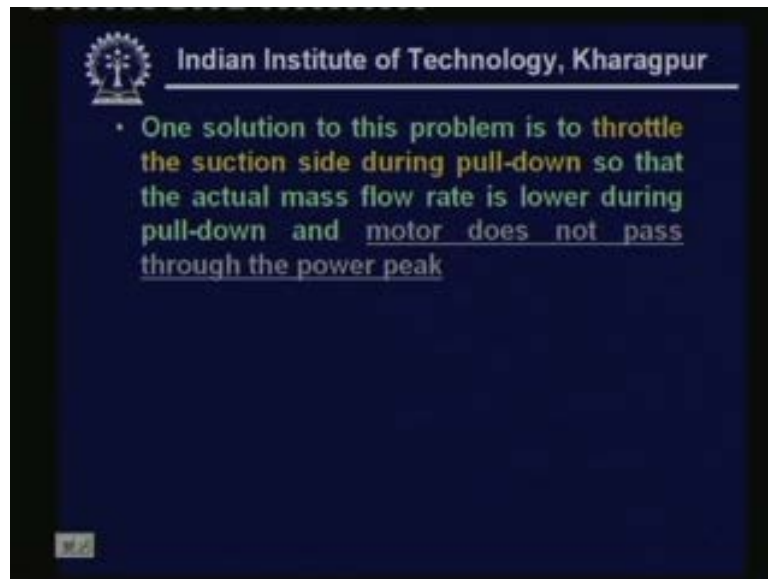 Indian Institute of Technology, Kharagpur
• One solution to this problem is to throttle
the suction side during pull-down so that
the actual mass flow rate is lower during
pull-down and motor does not pass
through the power peak